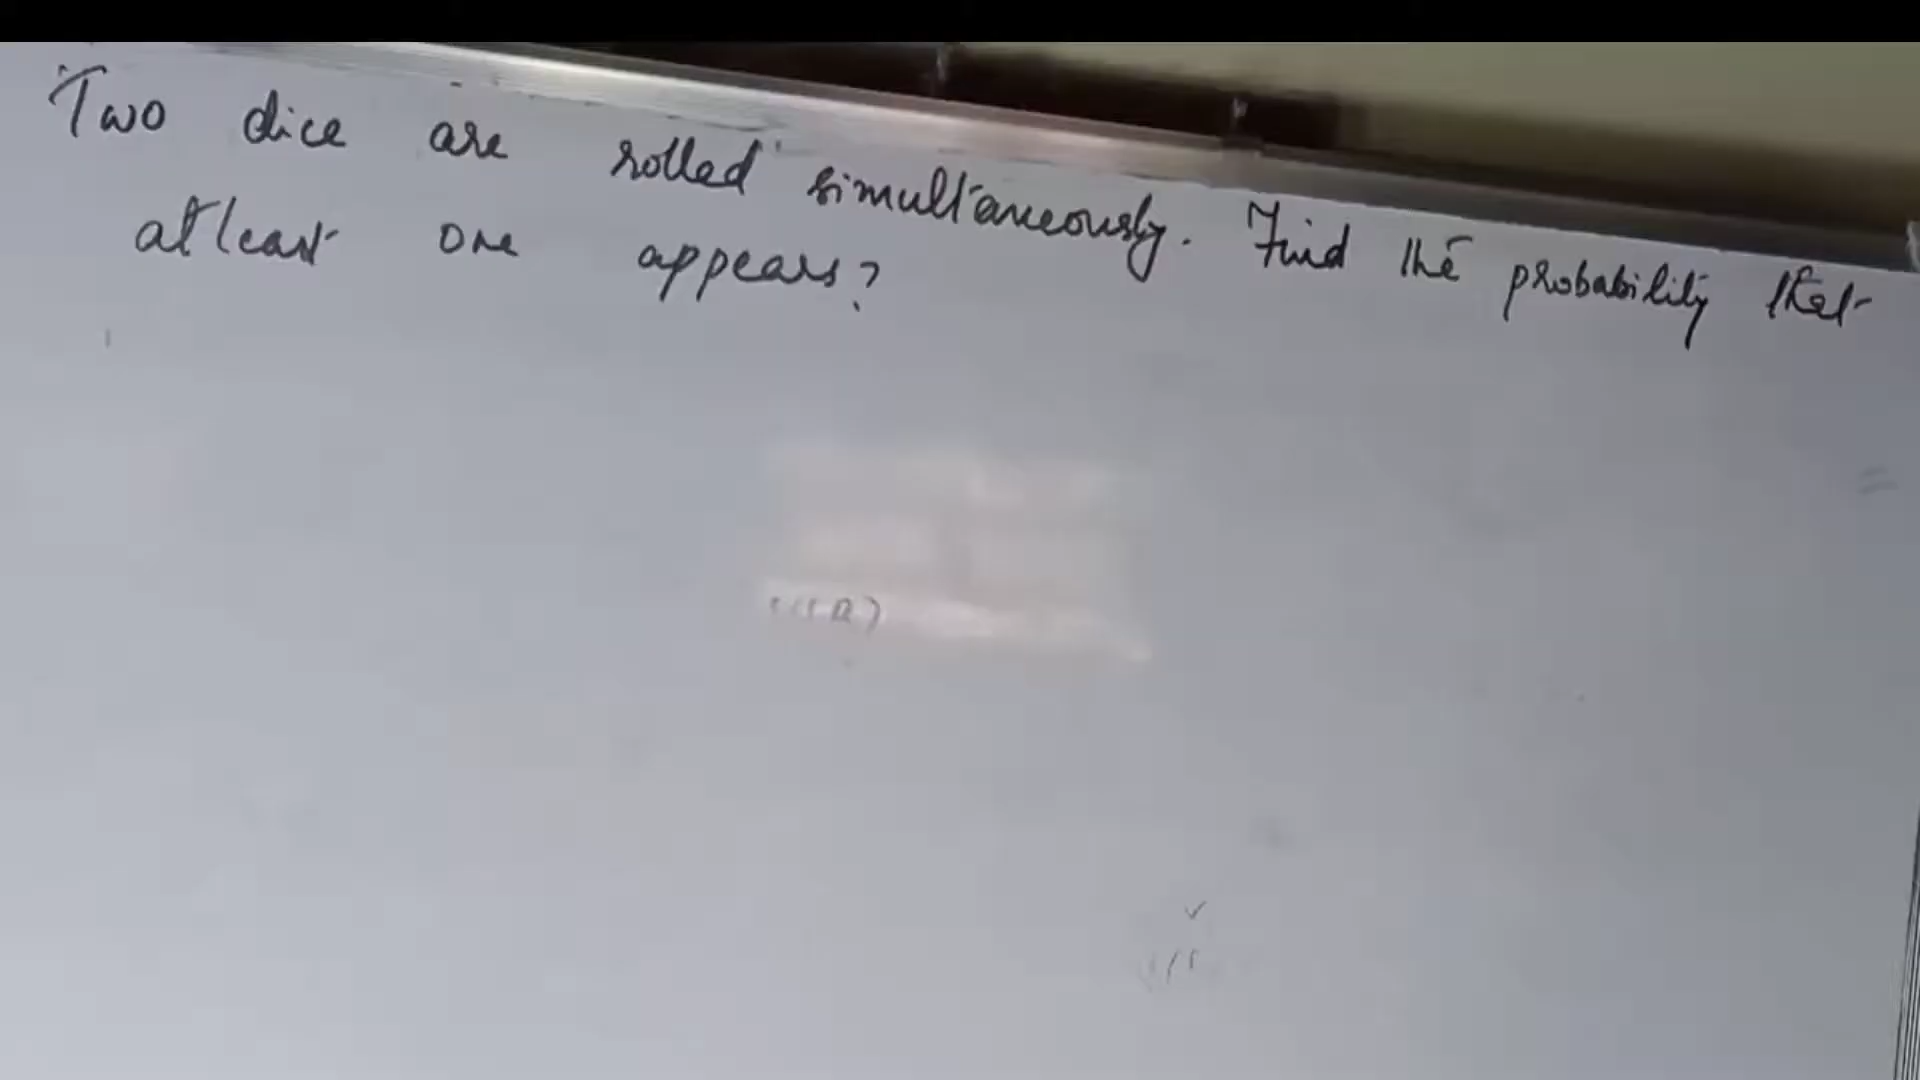 Two dice are rolled simultaneously. Find the probability that
atleast one appears?